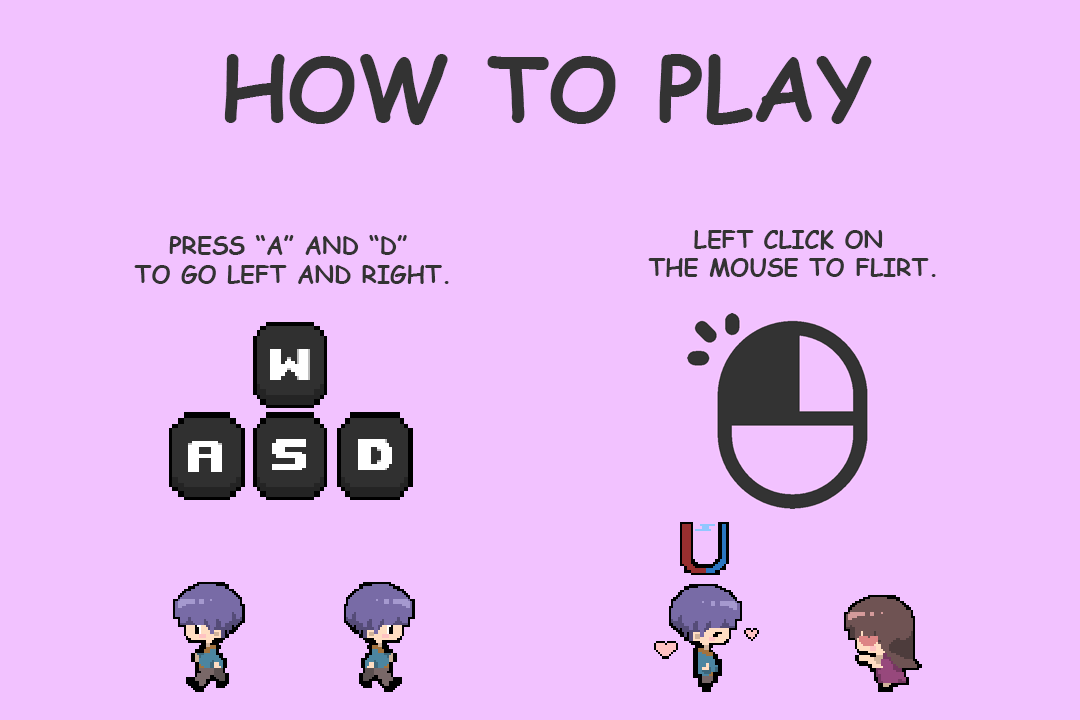 HOW TO PLAY
PRESS “A” AND “D”
TO GO LEFT AND RIGHT.
LEFT CLICK ON
THE MOUSE TO FLIRT.
W
A S D